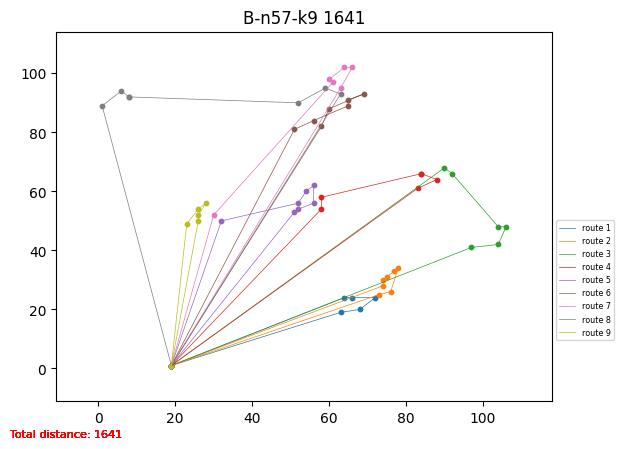 B-n57-k9 1641
100
80
60
40
20
0
0 20 40 60 80 100
route 1
route 2
route 3
route 4
route 5
route 6
route 7
route 8
route 9
Total distance: 1641